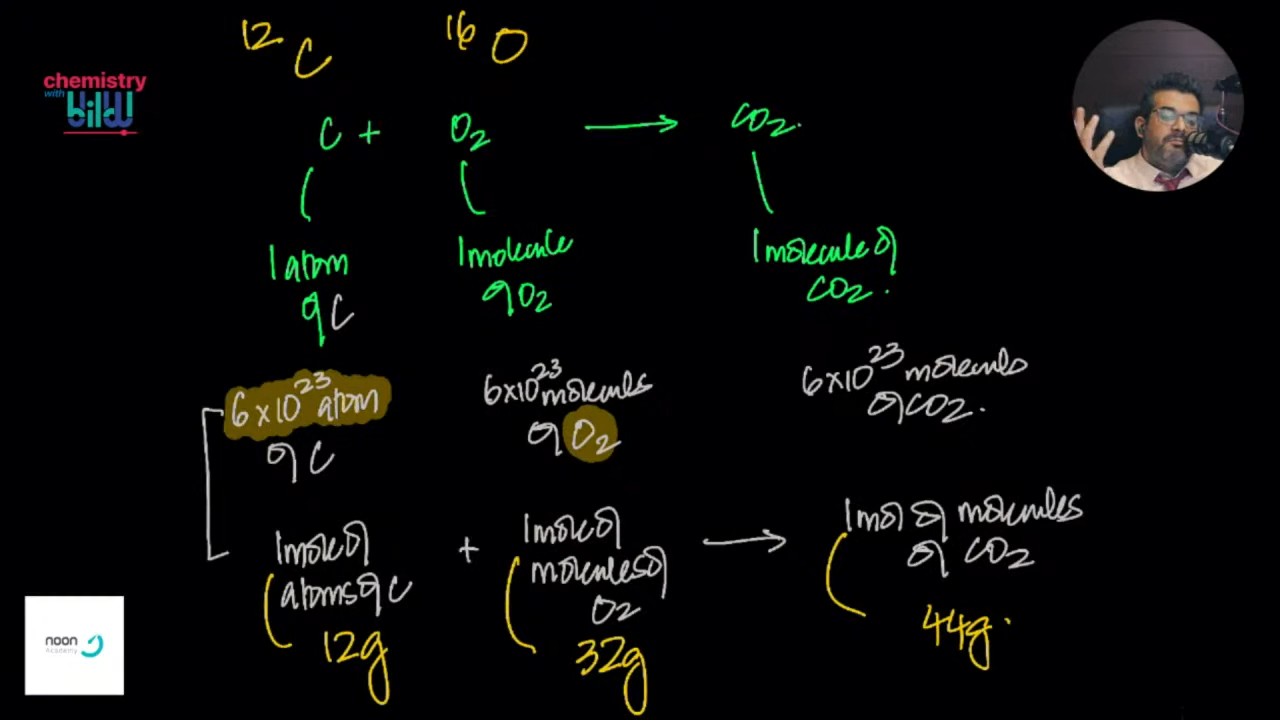 12C 16O
chemistry
with
bildu
C + O2 → CO2.
1 atom
of C
1 molecule
of O2
1 molecule of
CO2.
6x10^23 atom
of C
6x10^23 molecules
of O2
6x10^23 molecules
of CO2.
1 mole of
atoms of C
12g
+
1 mole of
molecules of
O2
32g
→
1 mol of molecules
of CO2
44g.
noon
Academy